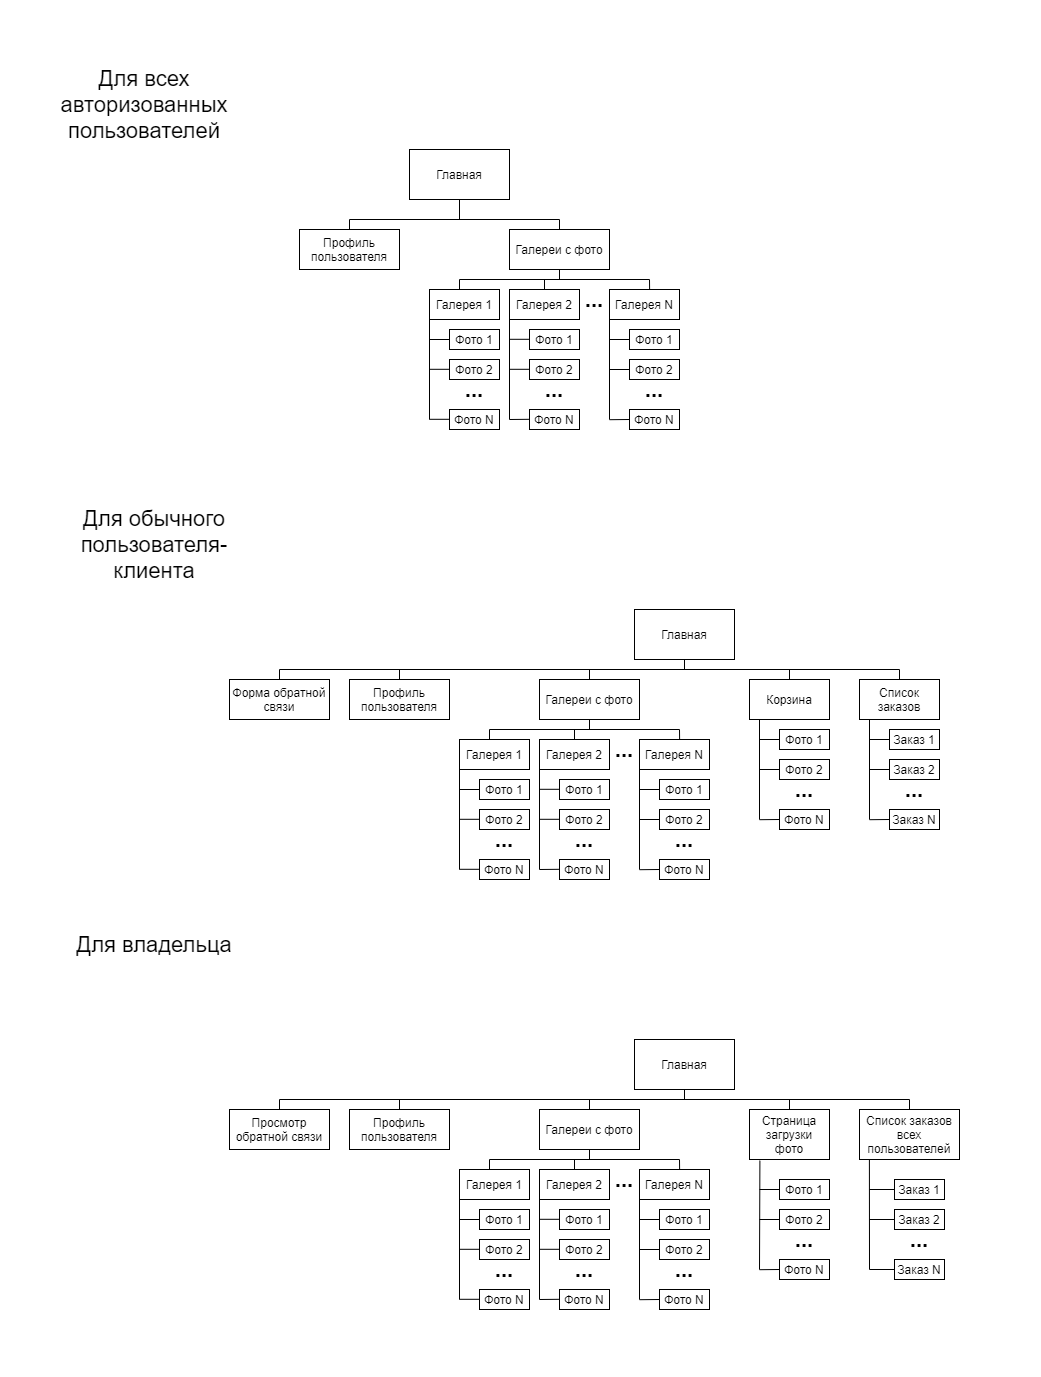 Для всех
авторизованных
пользователей
Главная
Профиль
пользователя
Галереи с фото
Галерея 1
Галерея 2
...
Галерея N
Фото 1
Фото 1
Фото 1
Фото 2
Фото 2
Фото 2
...
...
...
Фото N
Фото N
Фото N
Для обычного
пользователя-
клиента
Главная
Форма обратной
связи
Профиль
пользователя
Галереи с фото
Корзина
Список
заказов
Галерея 1
Галерея 2
...
Галерея N
Фото 1
Фото 1
Фото 1
Фото 2
Фото 2
Фото 2
...
...
...
Фото N
Фото N
Фото N
Фото 1
Фото 2
...
Фото N
Заказ 1
Заказ 2
...
Заказ N
Для владельца
Главная
Просмотр
обратной связи
Профиль
пользователя
Галереи с фото
Страница
загрузки
фото
Список заказов
всех
пользователей
Галерея 1
Галерея 2
...
Галерея N
Фото 1
Фото 1
Фото 1
Фото 2
Фото 2
Фото 2
...
...
...
Фото N
Фото N
Фото N
Фото 1
Фото 2
...
Фото N
Заказ 1
Заказ 2
...
Заказ N